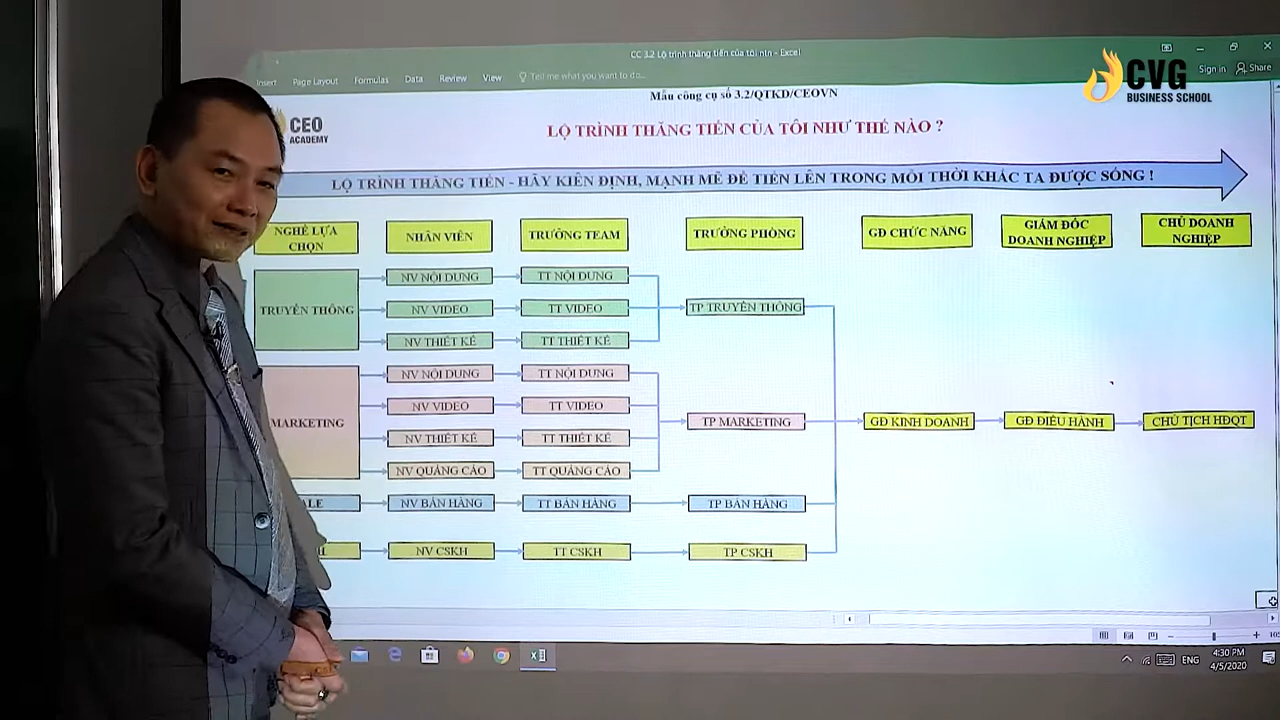 CC 3.2 Lộ trình thăng tiến của tôi ntn - Excel
Insert Page Layout Formulas Data Review View Tell me what you want to do... Sign in Share
CVG
BUSINESS SCHOOL
Mẫu công cụ số 3.2/QTKD/CEOVN
CEO
ACADEMY
LỘ TRÌNH THĂNG TIẾN CỦA TÔI NHƯ THẾ NÀO ?
LỘ TRÌNH THĂNG TIẾN - HÃY KIÊN ĐỊNH, MẠNH MẼ ĐỂ TIẾN LÊN TRONG MỖI THỜI KHẮC TA ĐƯỢC SỐNG !
NGHỀ LỰA
CHỌN
NHÂN VIÊN
TRƯỞNG TEAM
TRƯỞNG PHÒNG
GĐ CHỨC NĂNG
GIÁM ĐỐC
DOANH NGHIỆP
CHỦ DOANH
NGHIỆP
TRUYỀN THÔNG
NV NỘI DUNG
TT NỘI DUNG
NV VIDEO
TT VIDEO
TP TRUYỀN THÔNG
NV THIẾT KẾ
TT THIẾT KẾ
MARKETING
NV NỘI DUNG
TT NỘI DUNG
NV VIDEO
TT VIDEO
TP MARKETING
GĐ KINH DOANH
GĐ ĐIỀU HÀNH
CHỦ TỊCH HĐQT
NV THIẾT KẾ
TT THIẾT KẾ
NV QUẢNG CÁO
TT QUẢNG CÁO
LE
NV BÁN HÀNG
TT BÁN HÀNG
TP BÁN HÀNG
NV CSKH
TT CSKH
TP CSKH
ENG
4:30 PM
4/5/2020